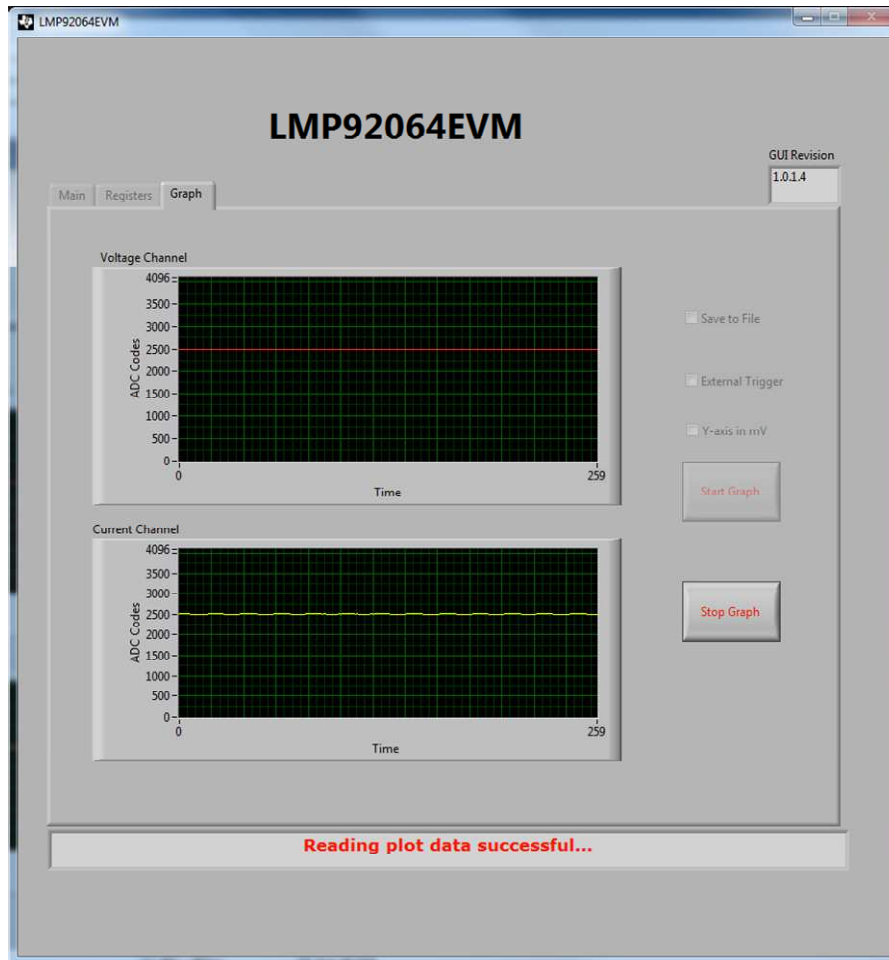 LMP92064EVM
LMP92064EVM
GUI Revision
1.0.1.4
Main Registers Graph
Voltage Channel
4096
3500
3000
2500
2000
1500
1000
500
0
ADC Codes
0 259
Time
Save to File
External Trigger
Y-axis in mV
Start Graph
Current Channel
4096
3500
3000
2500
2000
1500
1000
500
0
ADC Codes
0 259
Time
Stop Graph
Reading plot data successful...